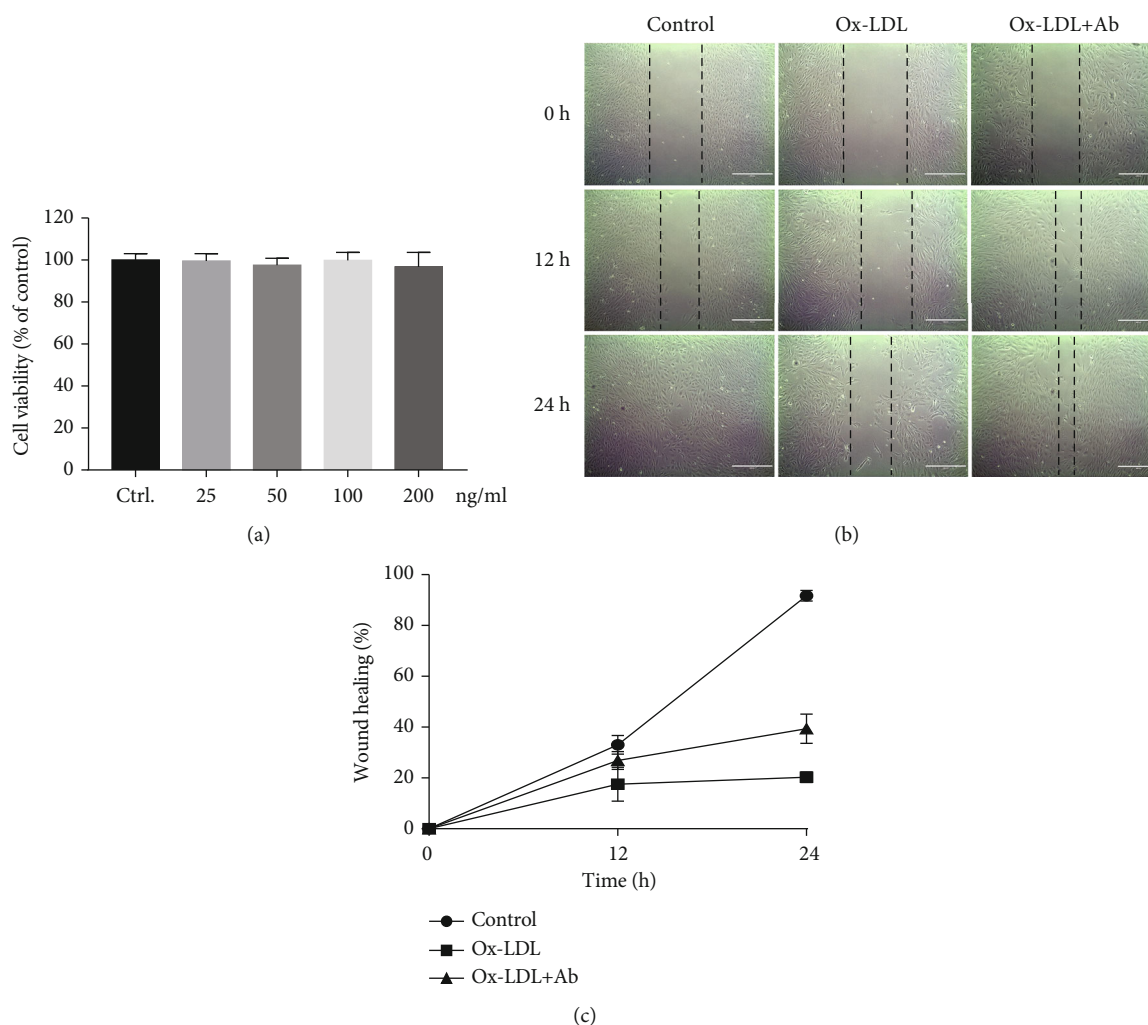 Control Ox-LDL Ox-LDL+Ab
0 h
12 h
24 h
Cell viability (% of control)
120
100
80
60
40
20
0
Ctrl. 25 50 100 200 ng/ml
(a)
(b)
Wound healing (%)
100
80
60
40
20
0
0 12 24
Time (h)
Control
Ox-LDL
Ox-LDL+Ab
(c)